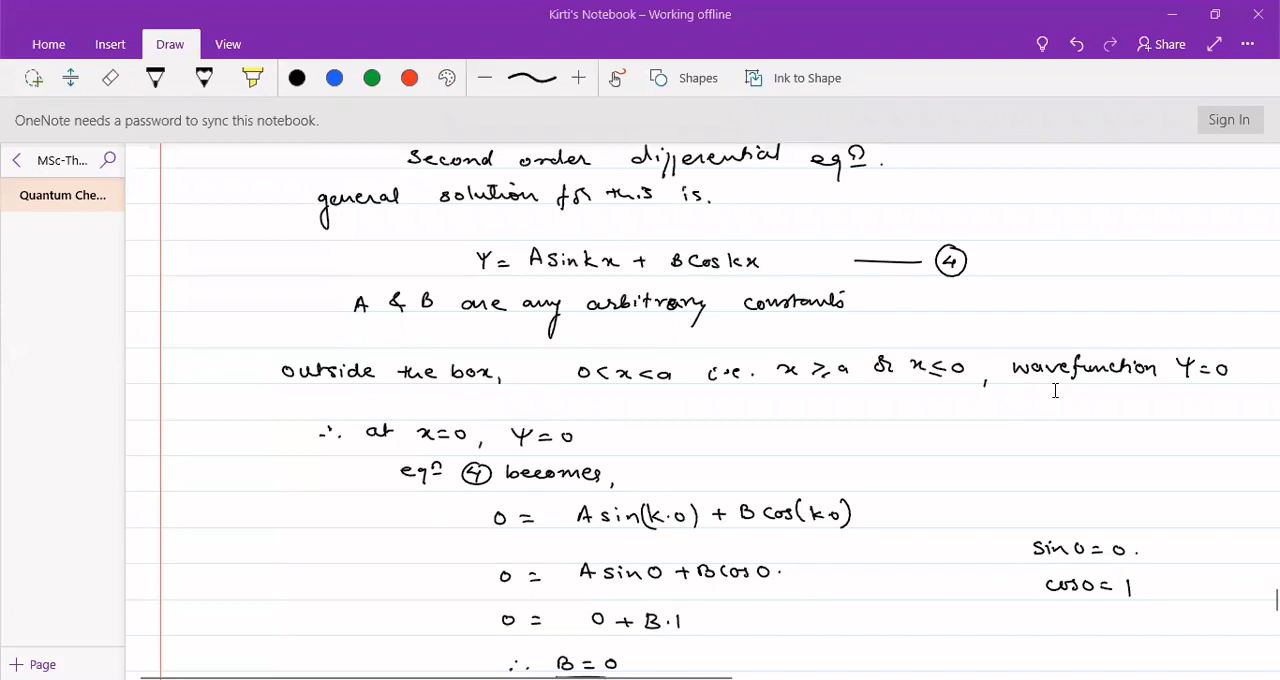 Kirti's Notebook – Working offline
Home Insert Draw View Share
Shapes Ink to Shape
OneNote needs a password to sync this notebook. Sign In
MSc-Th...
Quantum Che...
Second order differential eqn.
general solution for this is.
Ψ = A sin kx + B cos kx —— ④
A & B are any arbitrary constants
outside the box, 0 < x < a i.e. x ≥ a & x ≤ 0, wavefunction Ψ = 0
∴ at x=0, Ψ = 0
eqn ④ becomes,
0 = A sin(k.0) + B cos(k0)
sin 0 = 0.
0 = A sin 0 + B cos 0.
cos 0 = 1
0 = 0 + B.1
∴ B = 0
+ Page